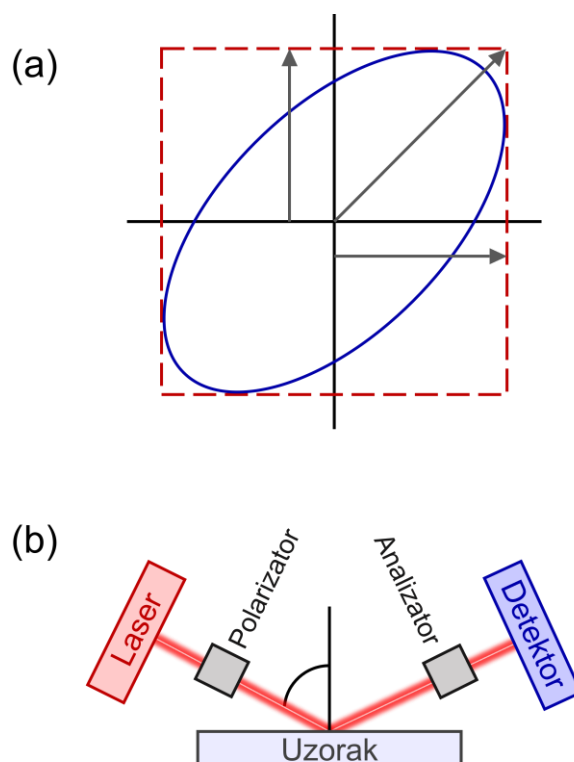 (a)
(b)
Laser
Polarizator
Analizator
Detektor
Uzorak